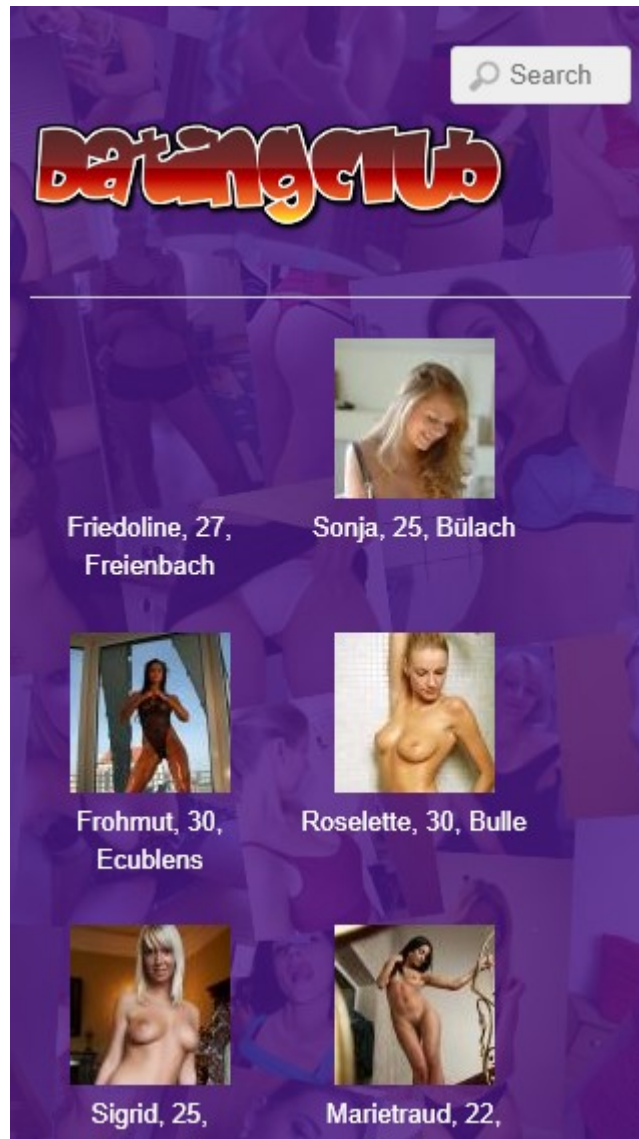 Search
Datingclub
Friedoline, 27,
Freienbach
Sonja, 25, Bülach
Frohmut, 30,
Ecublens
Roselette, 30, Bulle
Sigrid, 25,
Marietraud, 22,